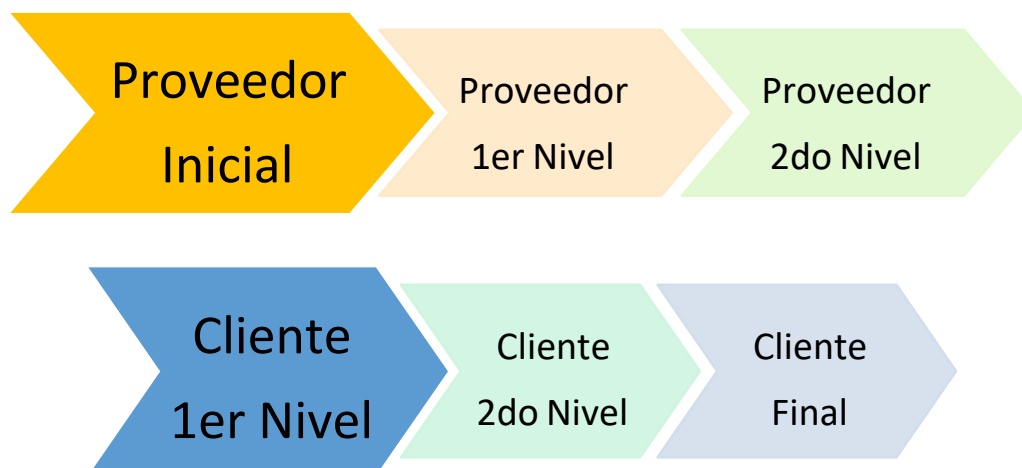 Proveedor
Inicial
Proveedor
1er Nivel
Proveedor
2do Nivel
Cliente
1er Nivel
Cliente
2do Nivel
Cliente
Final